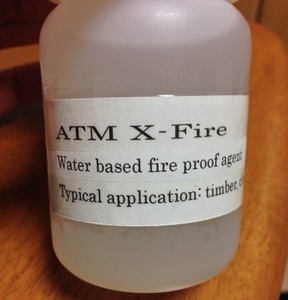 ATM X-Fire
Water based fire proof agent
Typical application: timber,